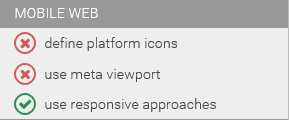 MOBILE WEB
define platform icons
use meta viewport
use responsive approaches